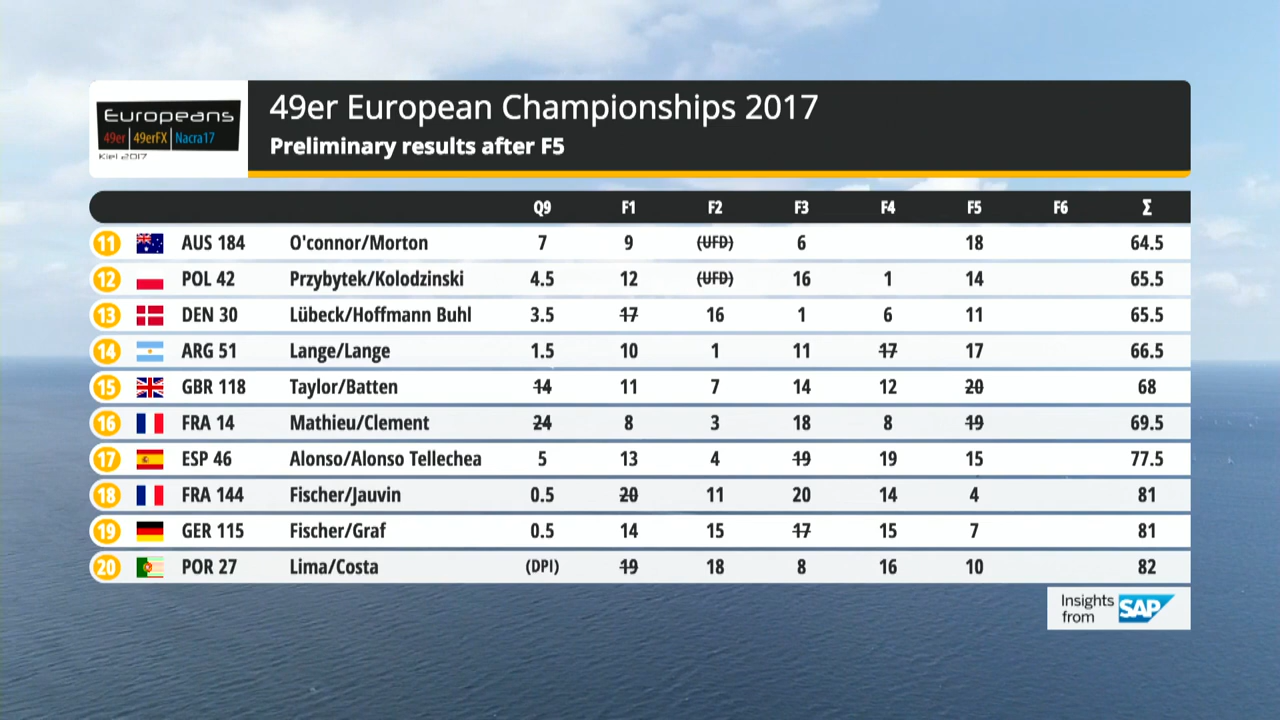 Europeans
49er | 49erFX | Nacra17
Kiel 2017
49er European Championships 2017
Preliminary results after F5
Q9 F1 F2 F3 F4 F5 F6 Σ
11 AUS 184 O'connor/Morton 7 9 (UFD) 6 18 64.5
12 POL 42 Przybytek/Kolodzinski 4.5 12 (UFD) 16 1 14 65.5
13 DEN 30 Lübeck/Hoffmann Buhl 3.5 17 16 1 6 11 65.5
14 ARG 51 Lange/Lange 1.5 10 1 11 17 17 66.5
15 GBR 118 Taylor/Batten 14 11 7 14 12 20 68
16 FRA 14 Mathieu/Clement 24 8 3 18 8 19 69.5
17 ESP 46 Alonso/Alonso Tellechea 5 13 4 19 19 15 77.5
18 FRA 144 Fischer/Jauvin 0.5 20 11 20 14 4 81
19 GER 115 Fischer/Graf 0.5 14 15 17 15 7 81
20 POR 27 Lima/Costa (DPI) 19 18 8 16 10 82
Insights
from SAP